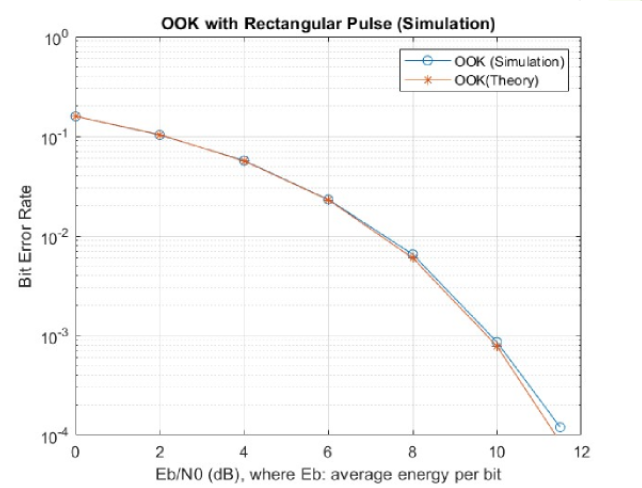 OOK with Rectangular Pulse (Simulation)
10^0
OOK (Simulation)
OOK(Theory)
10^-1
10^-2
10^-3
10^-4
Bit Error Rate
0 2 4 6 8 10 12
Eb/N0 (dB), where Eb: average energy per bit